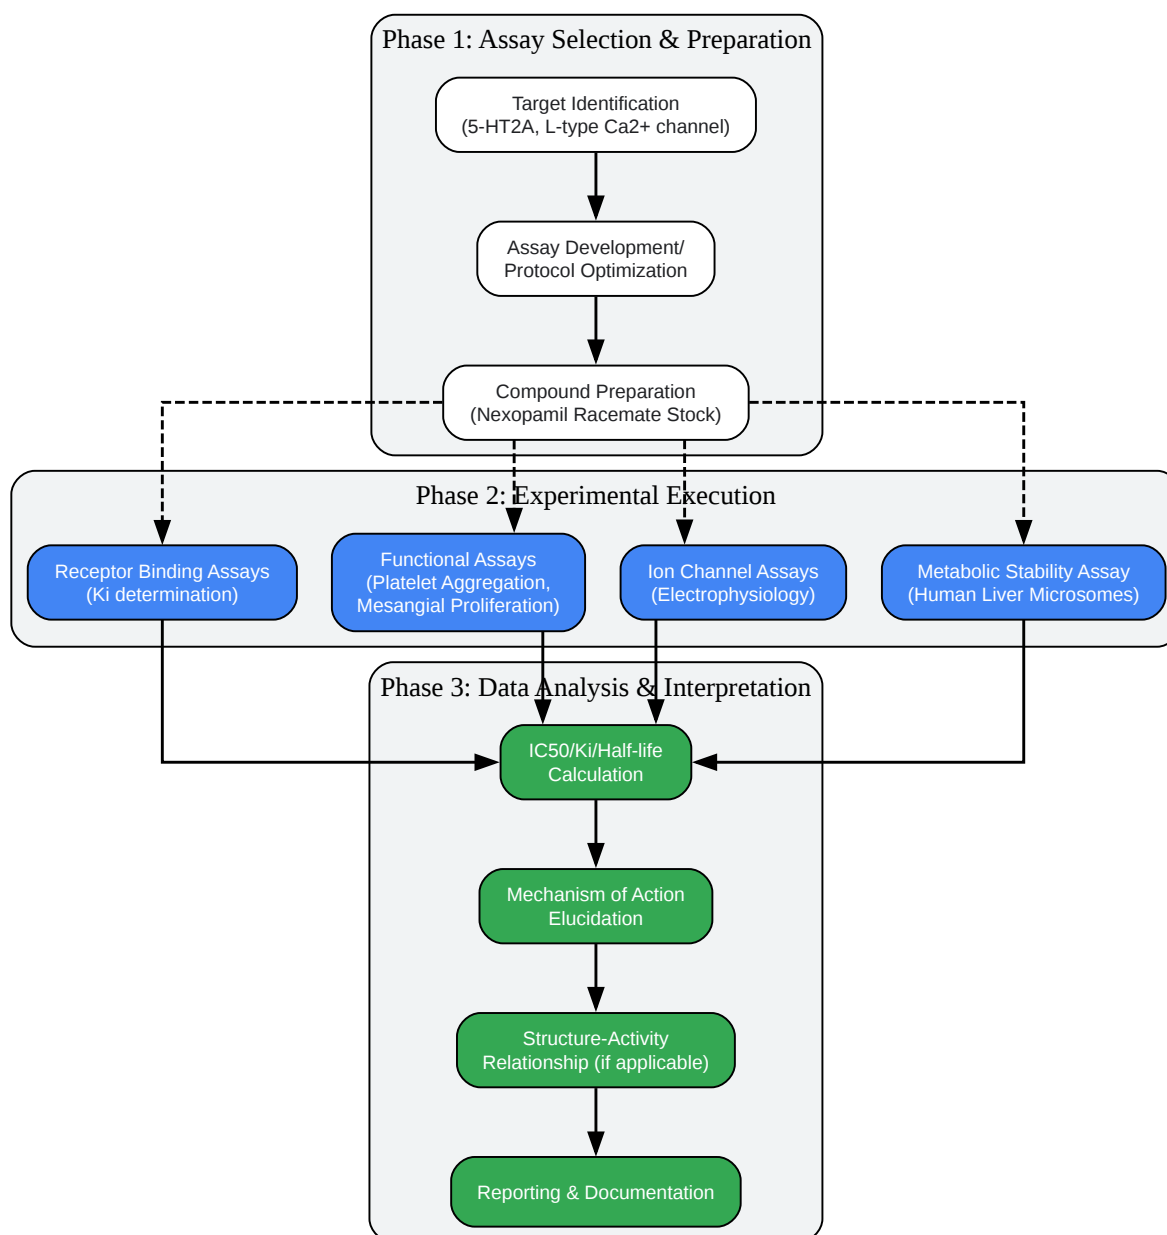 Phase 1: Assay Selection & Preparation
Target Identification
(5-HT2A, L-type Ca2+ channel)
Assay Development/
Protocol Optimization
Compound Preparation
(Nexopamil Racemate Stock)
Phase 2: Experimental Execution
Receptor Binding Assays
(Ki determination)
Functional Assays
(Platelet Aggregation,
Mesangial Proliferation)
Ion Channel Assays
(Electrophysiology)
Metabolic Stability Assay
(Human Liver Microsomes)
Phase 3: Data Analysis & Interpretation
IC50/Ki/Half-life
Calculation
Mechanism of Action
Elucidation
Structure-Activity
Relationship (if applicable)
Reporting & Documentation